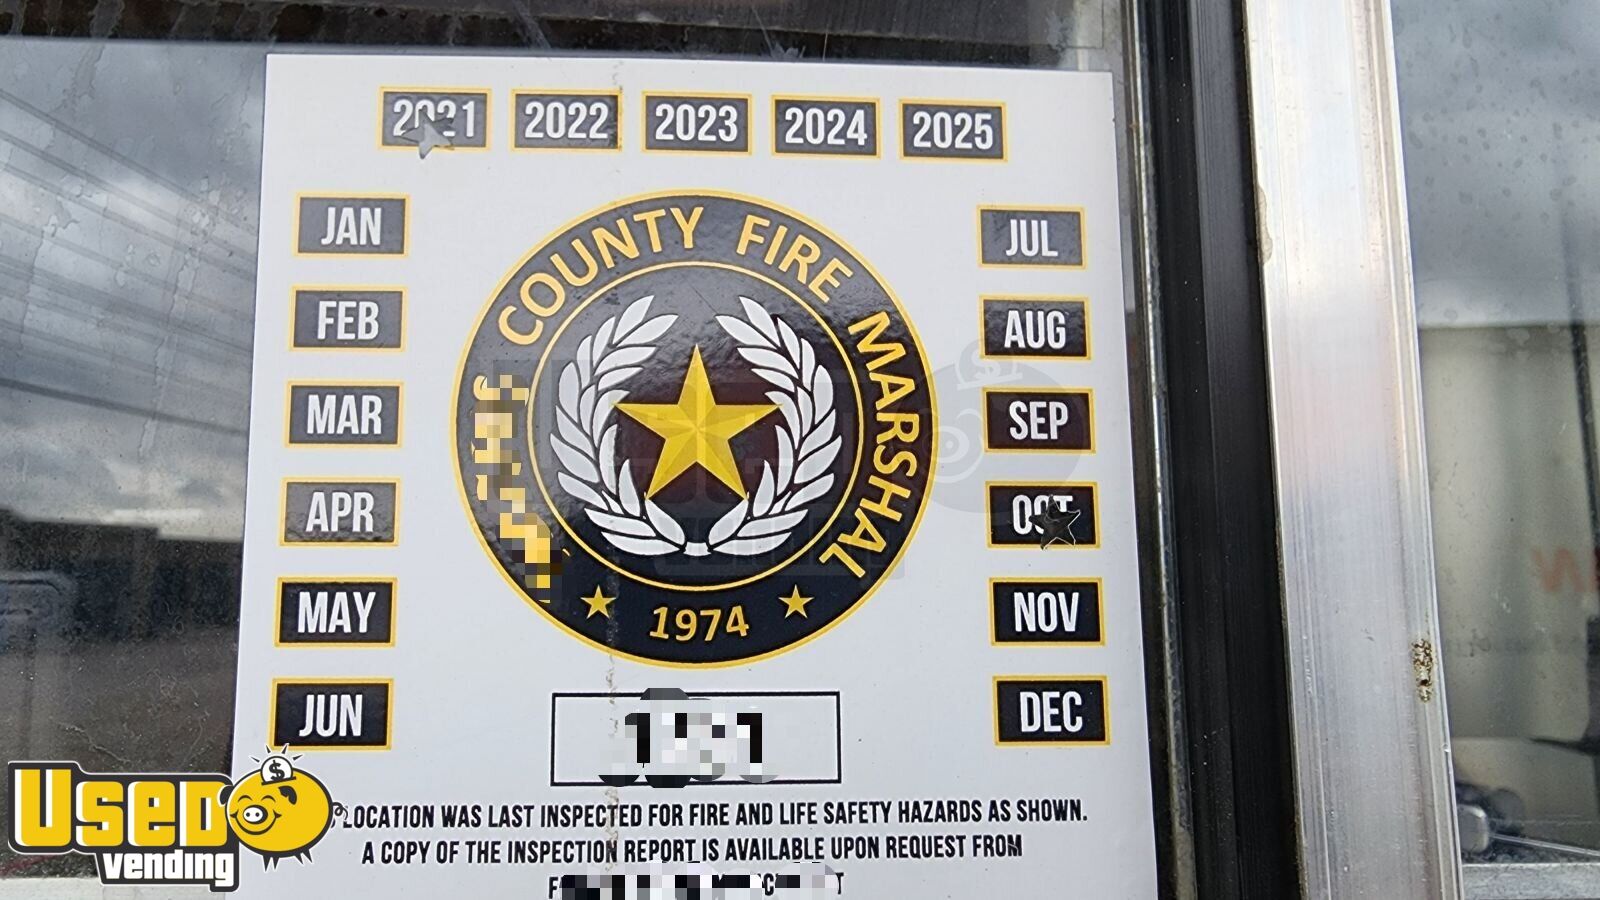 2021 2022 2023 2024 2025
JAN
FEB
MAR
APR
MAY
JUN
COUNTY FIRE MARSHAL
1974
JUL
AUG
SEP
OCT
NOV
DEC
LOCATION WAS LAST INSPECTED FOR FIRE AND LIFE SAFETY HAZARDS AS SHOWN.
A COPY OF THE INSPECTION REPORT IS AVAILABLE UPON REQUEST FROM
USED
vending